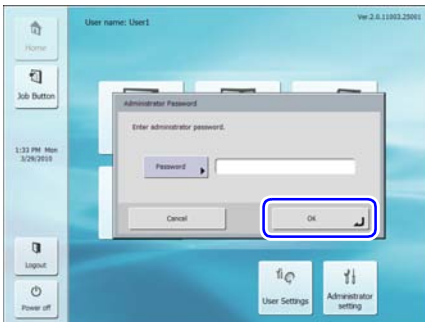 User name: User1
Ver.2.0.11003.25001
Home
Job Button
1:33 PM Mon
3/29/2010
Logout
Power off
Administrator Password
Enter administrator password.
Password
Cancel
OK
User Settings
Administrator
setting